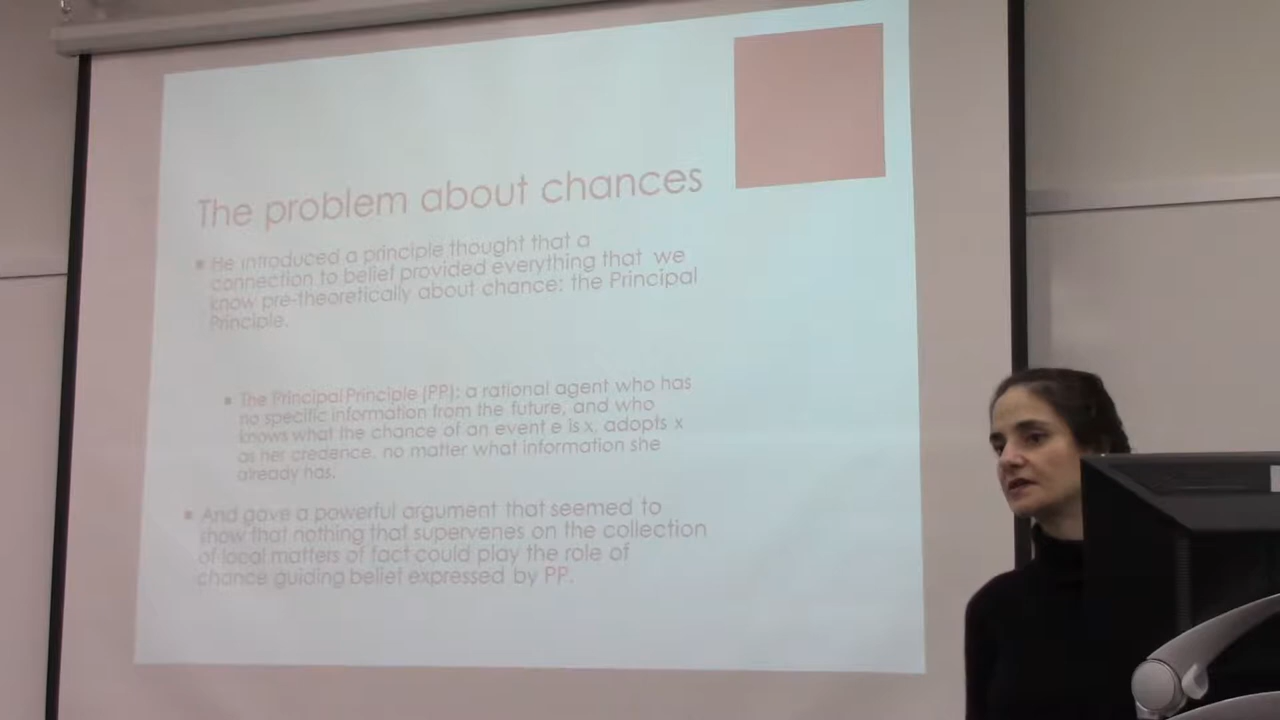 The problem about chances
He introduced a principle thought that a
connection to belief provided everything that we
know pre-theoretically about chance: the Principal
Principle.
The Principal Principle (PP): a rational agent who has
no specific information from the future, and who
knows what the chance of an event e is x, adopts x
as her credence, no matter what information she
already has.
And gave a powerful argument that seemed to
show that nothing that supervenes on the collection
of local matters of fact could play the role of
chance guiding belief expressed by PP.